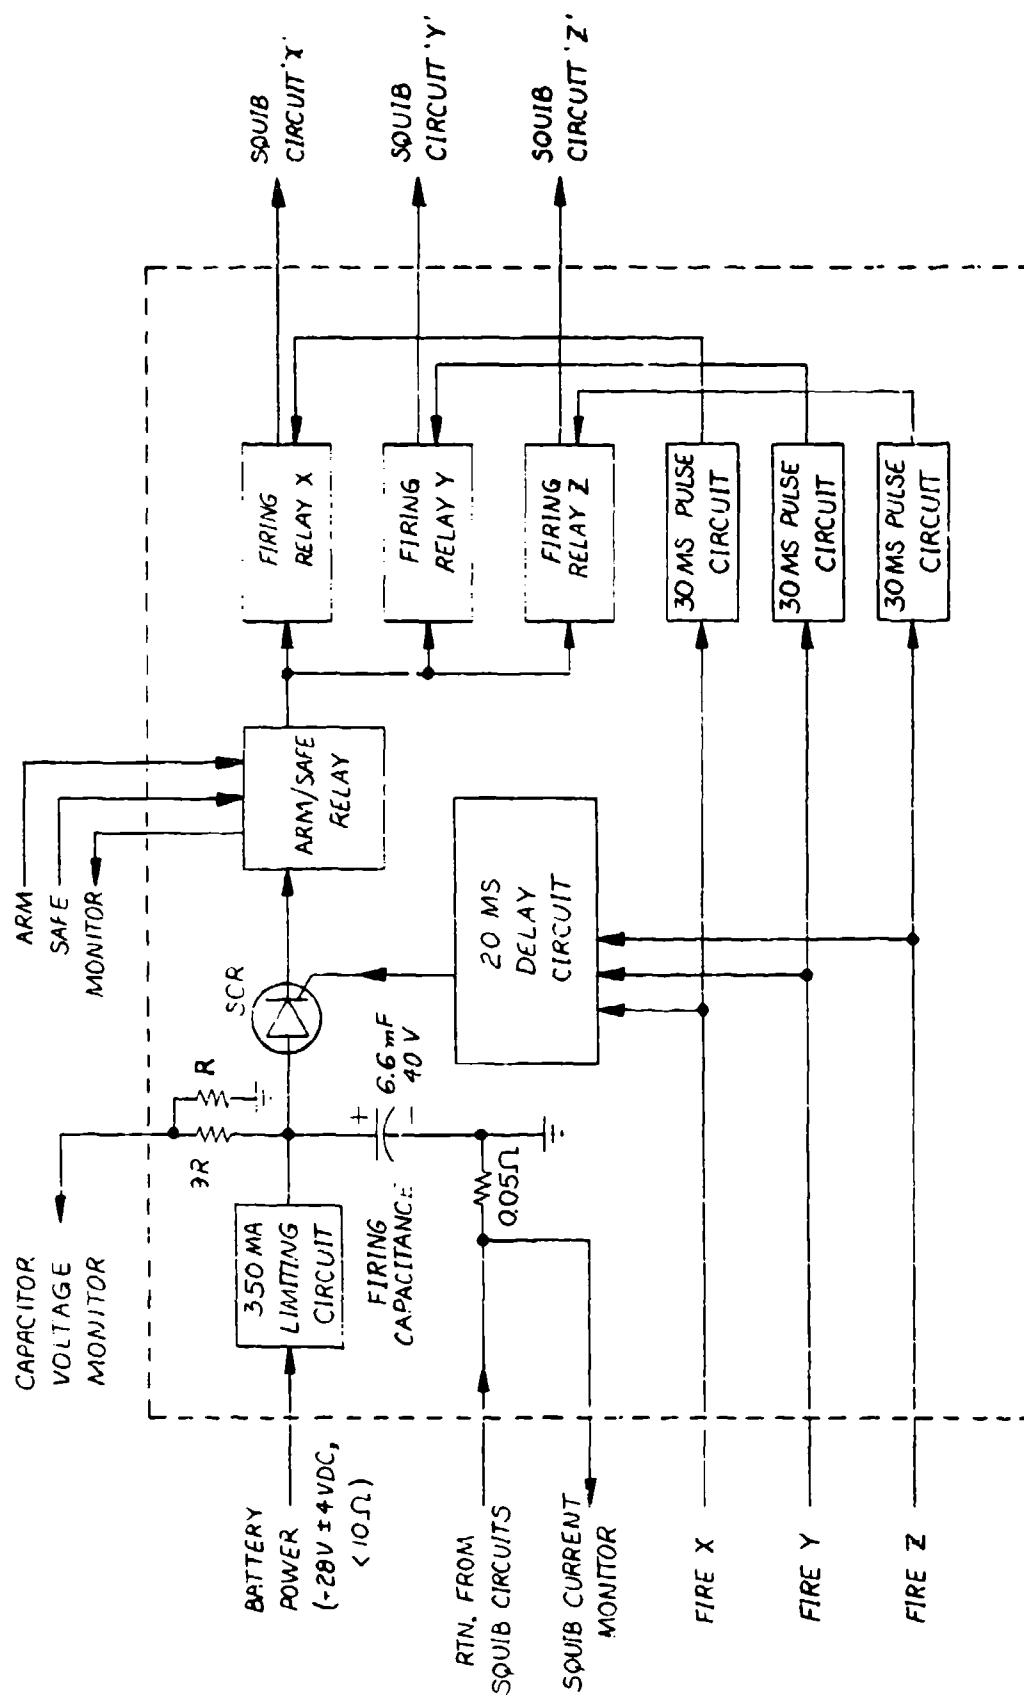 CAPACITOR
VOLTAGE
MONITOR
ARM
SAFE
MONITOR
3R
R
SCR
BATTERY
POWER
(+28V ±4VDC,
<10Ω)
350 MA
LIMITING
CIRCUIT
FIRING
CAPACITANCE
+
6.6 mF
40 V
-
0.05Ω
ARM/SAFE
RELAY
FIRING
RELAY X
FIRING
RELAY Y
FIRING
RELAY Z
SQUIB
CIRCUIT 'X'
SQUIB
CIRCUIT 'Y'
SQUIB
CIRCUIT 'Z'
20 MS
DELAY
CIRCUIT
RTN. FROM
SQUIB CIRCUITS
SQUIB CURRENT
MONITOR
FIRE X
FIRE Y
FIRE Z
30 MS PULSE
CIRCUIT
30 MS PULSE
CIRCUIT
30 MS PULSE
CIRCUIT